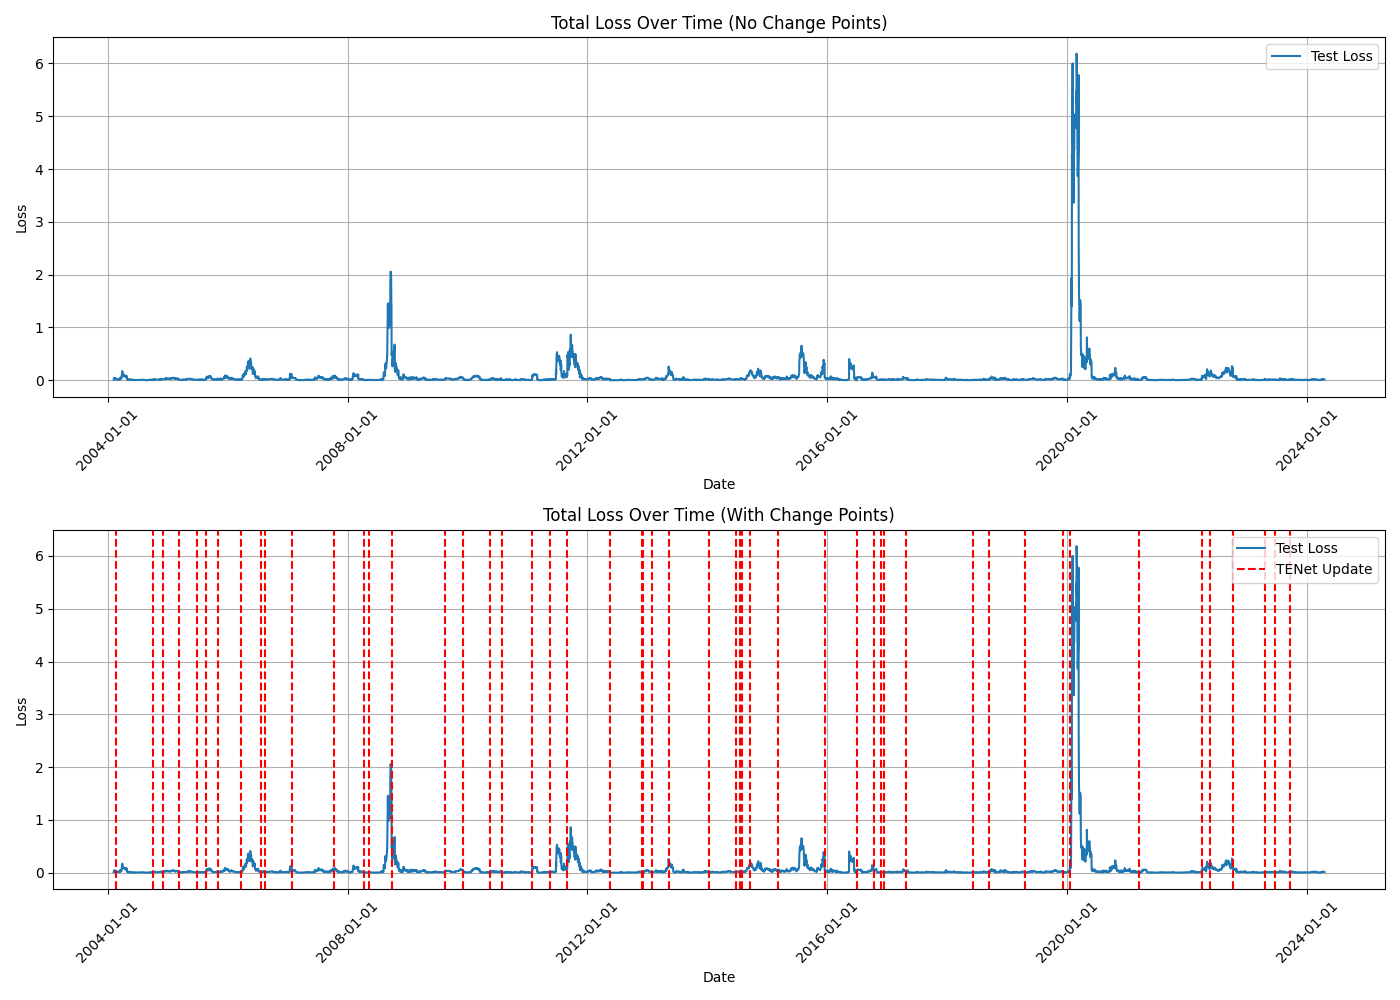 Total Loss Over Time (No Change Points)
Test Loss
6
5
4
3
2
1
0
Loss
2004-01-01
2008-01-01
2012-01-01
2016-01-01
2020-01-01
2024-01-01
Date
Total Loss Over Time (With Change Points)
Test Loss
TENet Update
6
5
4
3
2
1
0
Loss
2004-01-01
2008-01-01
2012-01-01
2016-01-01
2020-01-01
2024-01-01
Date